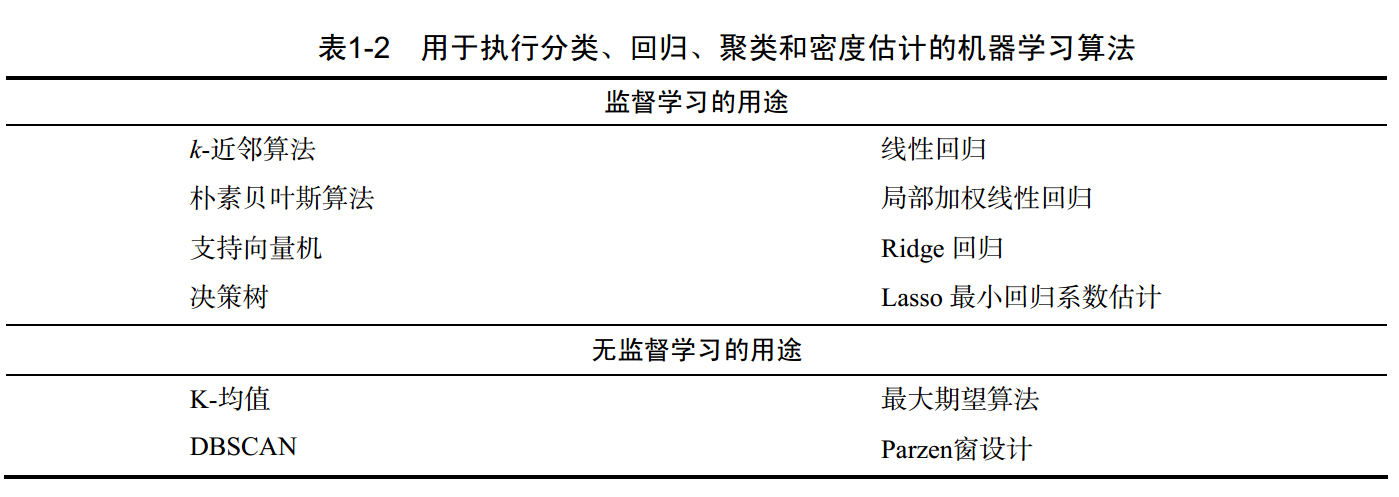 表1-2 用于执行分类、回归、聚类和密度估计的机器学习算法
监督学习的用途
k-近邻算法 线性回归
朴素贝叶斯算法 局部加权线性回归
支持向量机 Ridge 回归
决策树 Lasso 最小回归系数估计
无监督学习的用途
K-均值 最大期望算法
DBSCAN Parzen窗设计